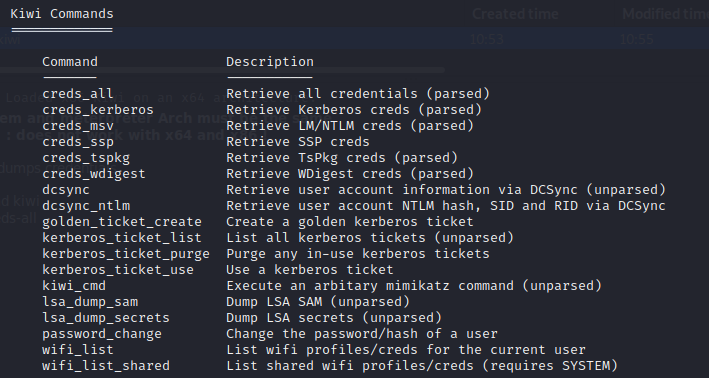 Kiwi Commands
Created time Modified time
10:53 10:55
Command Description
creds_all Retrieve all credentials (parsed)
creds_kerberos Retrieve Kerberos creds (parsed)
creds_msv Retrieve LM/NTLM creds (parsed)
creds_ssp Retrieve SSP creds
creds_tspkg Retrieve TsPkg creds (parsed)
creds_wdigest Retrieve WDigest creds (parsed)
dcsync Retrieve user account information via DCSync (unparsed)
dcsync_ntlm Retrieve user account NTLM hash, SID and RID via DCSync
golden_ticket_create Create a golden kerberos ticket
kerberos_ticket_list List all kerberos tickets (unparsed)
kerberos_ticket_purge Purge any in-use kerberos tickets
kerberos_ticket_use Use a kerberos ticket
kiwi_cmd Execute an arbitary mimikatz command (unparsed)
lsa_dump_sam Dump LSA SAM (unparsed)
lsa_dump_secrets Dump LSA secrets (unparsed)
password_change Change the password/hash of a user
wifi_list List wifi profiles/creds for the current user
wifi_list_shared List shared wifi profiles/creds (requires SYSTEM)